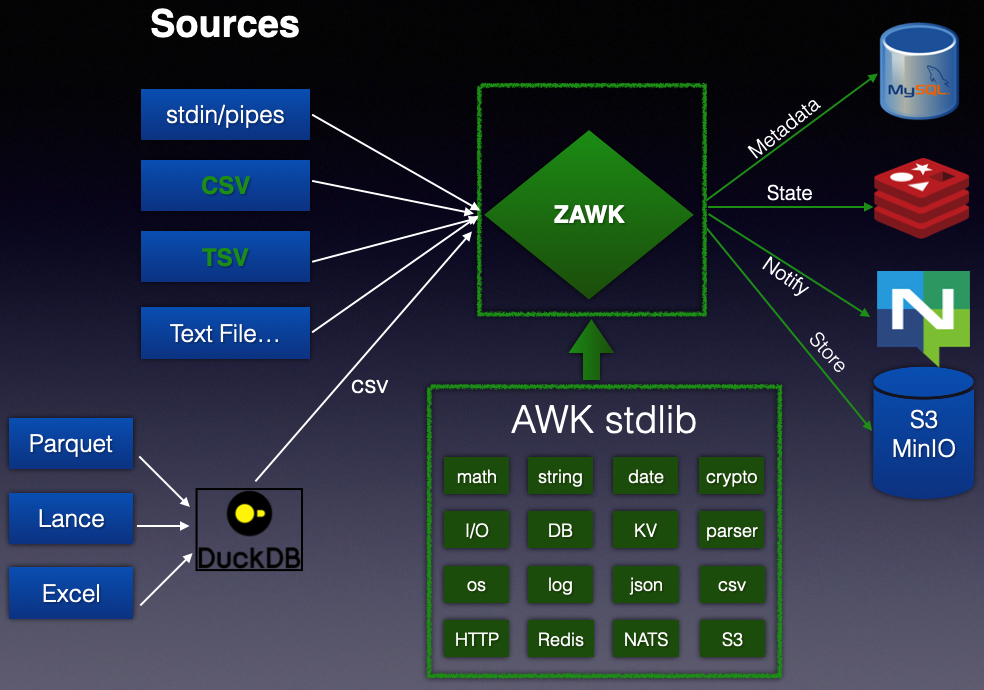 Sources
stdin/pipes
CSV
TSV
Text File…
Parquet
Lance
Excel
DuckDB
csv
ZAWK
AWK stdlib
math
string
date
crypto
I/O
DB
KV
parser
os
log
json
csv
HTTP
Redis
NATS
S3
Metadata
State
Notify
Store
MySQL
N
S3
MinIO